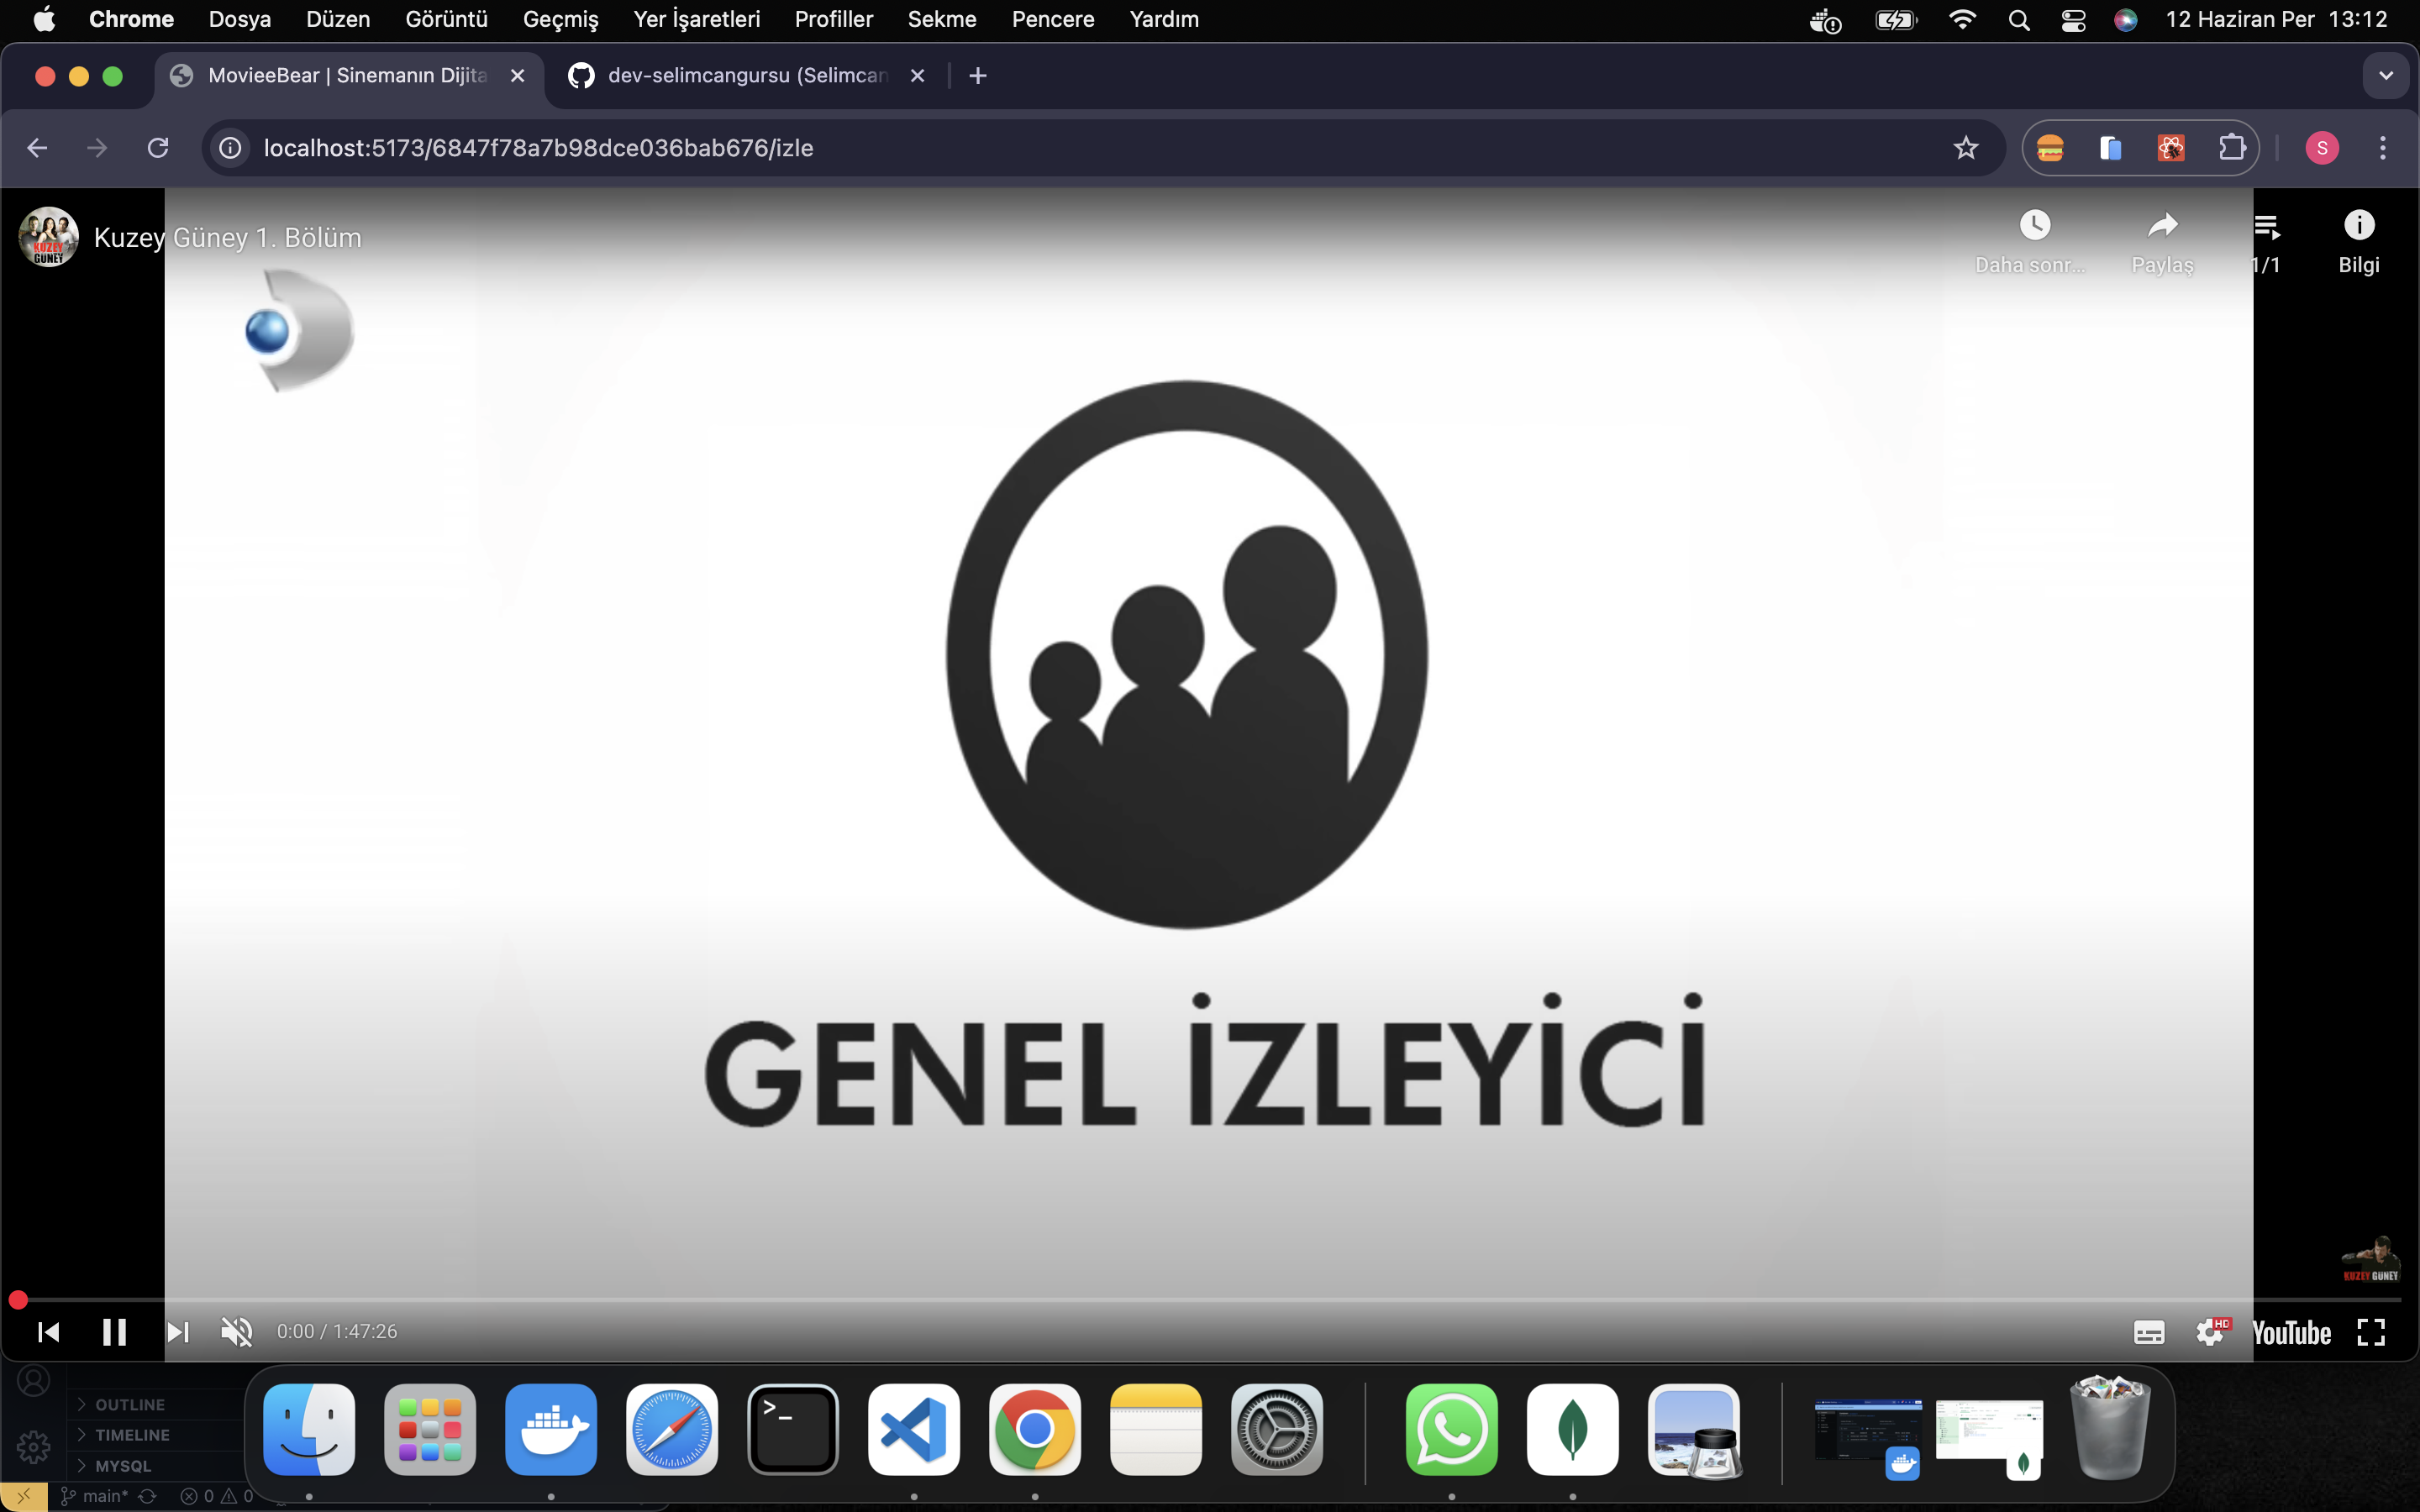 Chrome Dosya Düzen Görüntü Geçmiş Yer İşaretleri Profiller Sekme Pencere Yardım 12 Haziran Per 13:12
MovieeBear | Sinemanın Dijita dev-selimcangursu (Selimcan
localhost:5173/6847f78a7b98dce036bab676/izle S
KUZEY GÜNEY
Kuzey Güney 1. Bölüm
Daha sonr... Paylaş 1/1 Bilgi
GENEL İZLEYİCİ
KUZEY GÜNEY
0:00 / 1:47:26 HD YouTube
OUTLINE
TIMELINE
MYSQL
main* 0 0